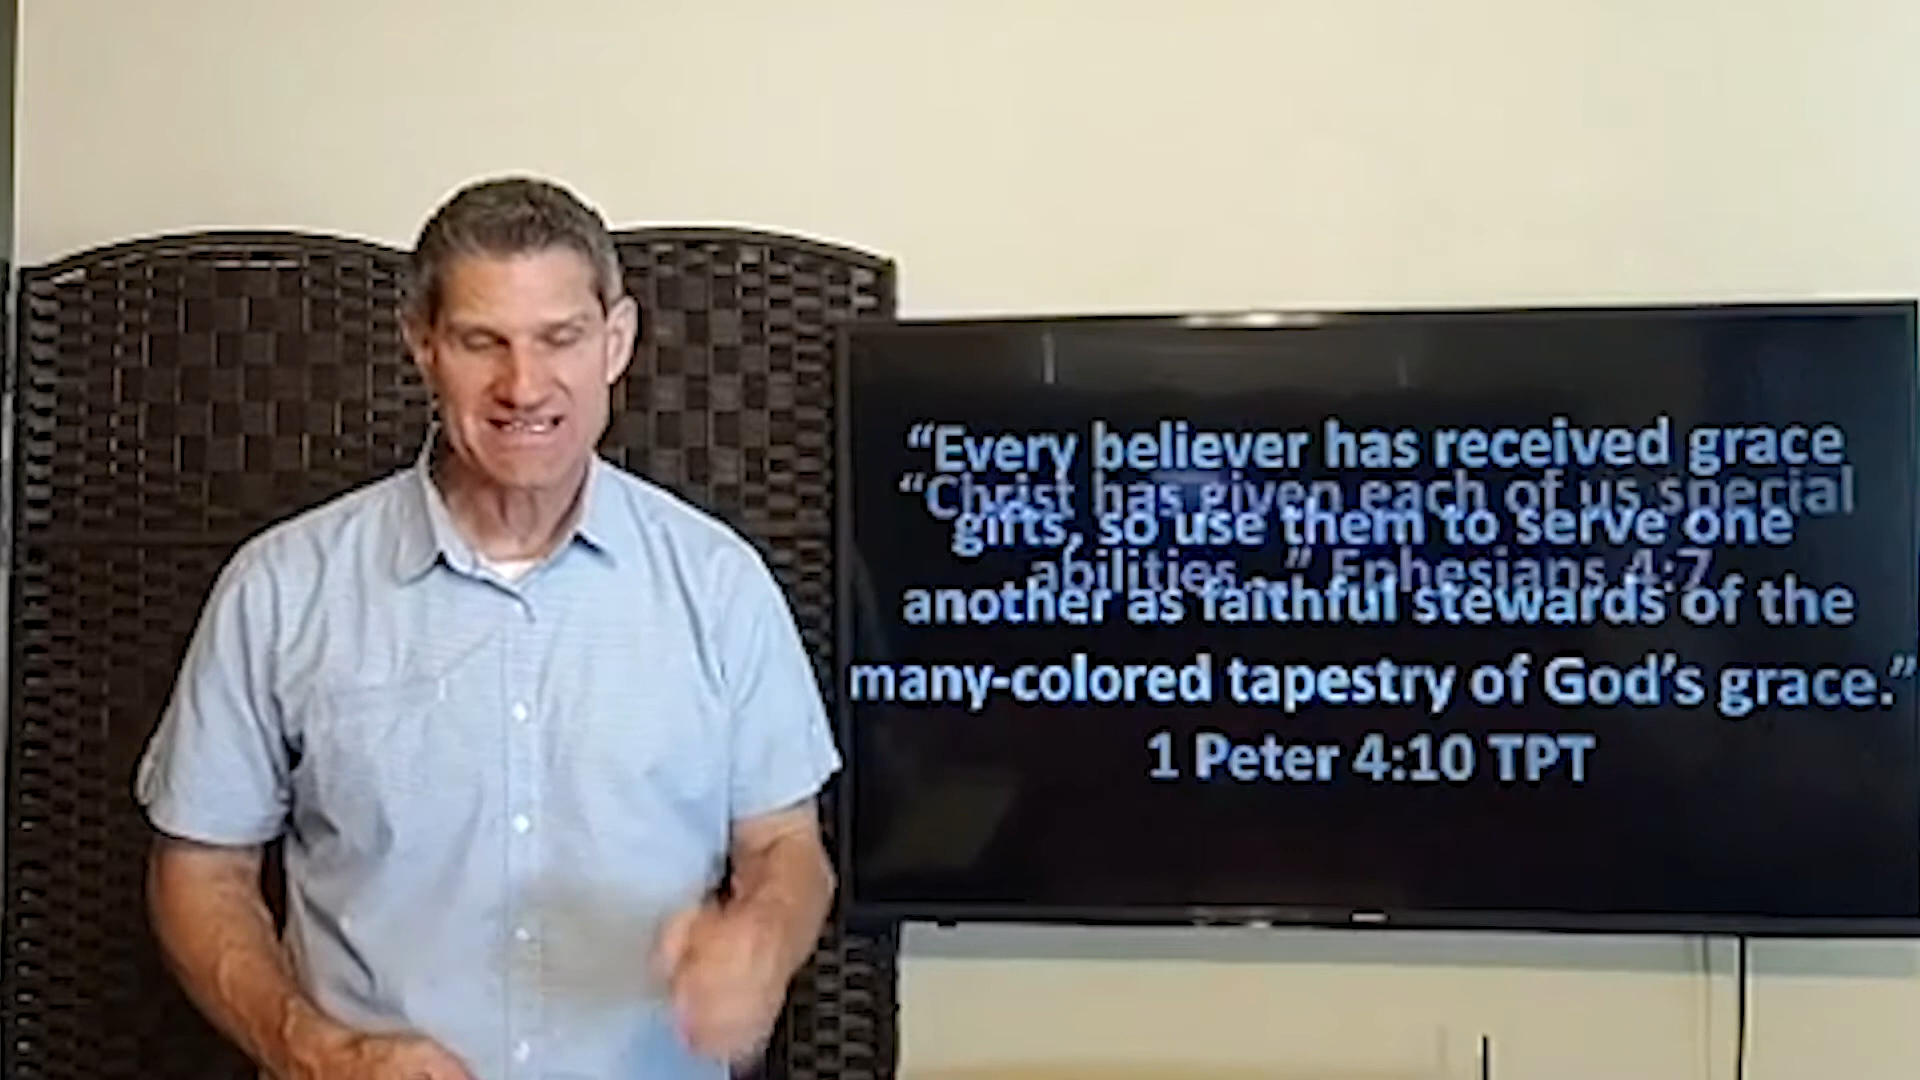 “Every believer has received grace
“Christ has given each of us special
gifts, so use them to serve one
abilities...” Ephesians 4:7
another as faithful stewards of the
many-colored tapestry of God’s grace.”
1 Peter 4:10 TPT